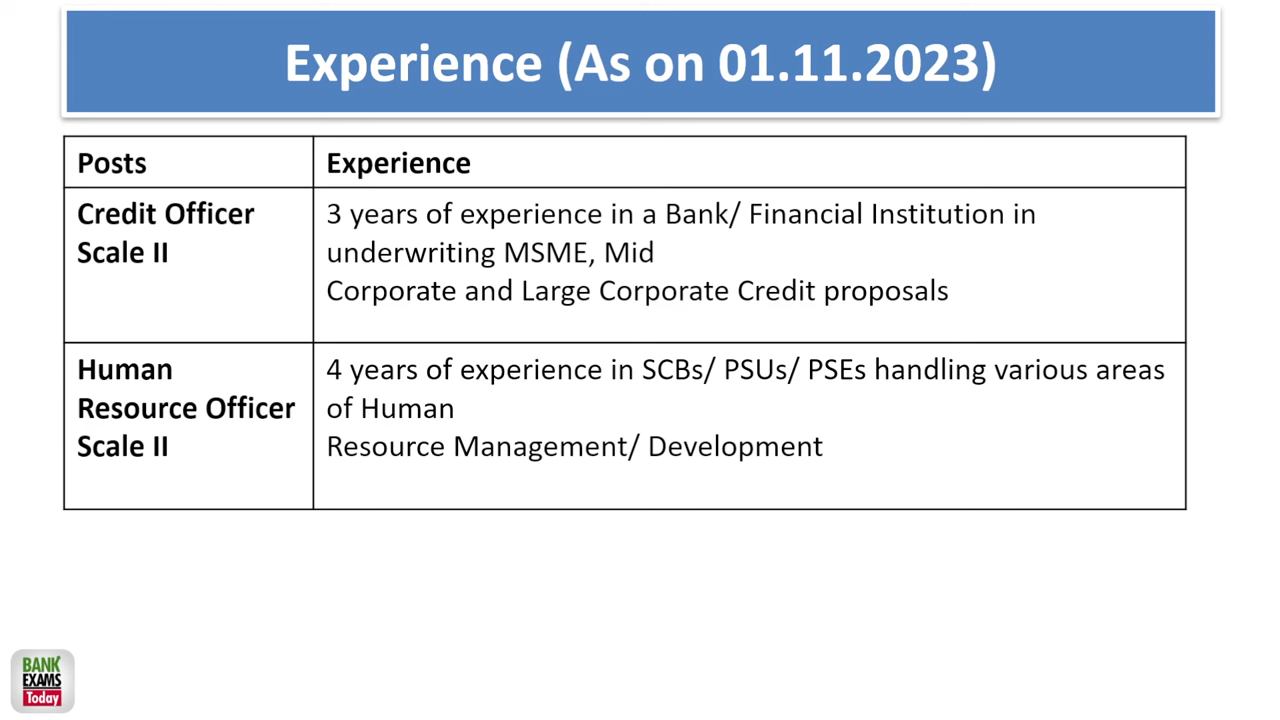 Experience (As on 01.11.2023)
Posts
Experience
Credit Officer
Scale II
3 years of experience in a Bank/ Financial Institution in
underwriting MSME, Mid
Corporate and Large Corporate Credit proposals
Human
Resource Officer
Scale II
4 years of experience in SCBs/ PSUs/ PSEs handling various areas
of Human
Resource Management/ Development
BANK
EXAMS
Today